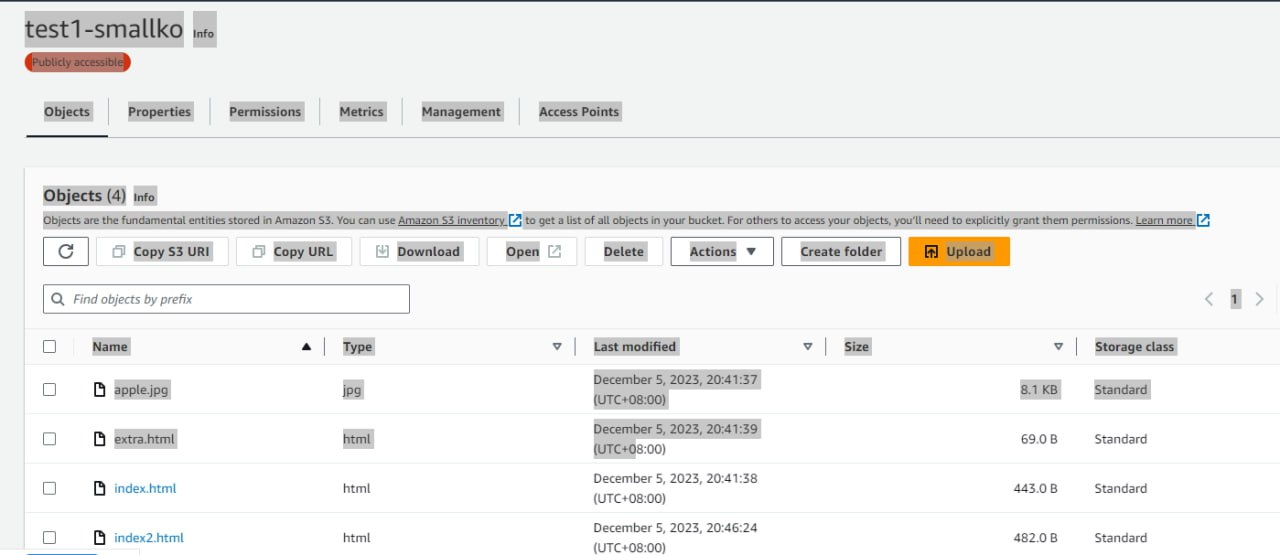 test1-smallko Info
Publicly accessible
Objects Properties Permissions Metrics Management Access Points
Objects (4) Info
Objects are the fundamental entities stored in Amazon S3. You can use Amazon S3 inventory to get a list of all objects in your bucket. For others to access your objects, you'll need to explicitly grant them permissions. Learn more
Copy S3 URI Copy URL Download Open Delete Actions Create folder Upload
Find objects by prefix 1
Name Type Last modified Size Storage class
apple.jpg jpg December 5, 2023, 20:41:37 8.1 KB Standard
(UTC+08:00)
extra.html html December 5, 2023, 20:41:39 69.0 B Standard
(UTC+08:00)
index.html html December 5, 2023, 20:41:38 443.0 B Standard
(UTC+08:00)
index2.html html December 5, 2023, 20:46:24 482.0 B Standard
(UTC+08:00)